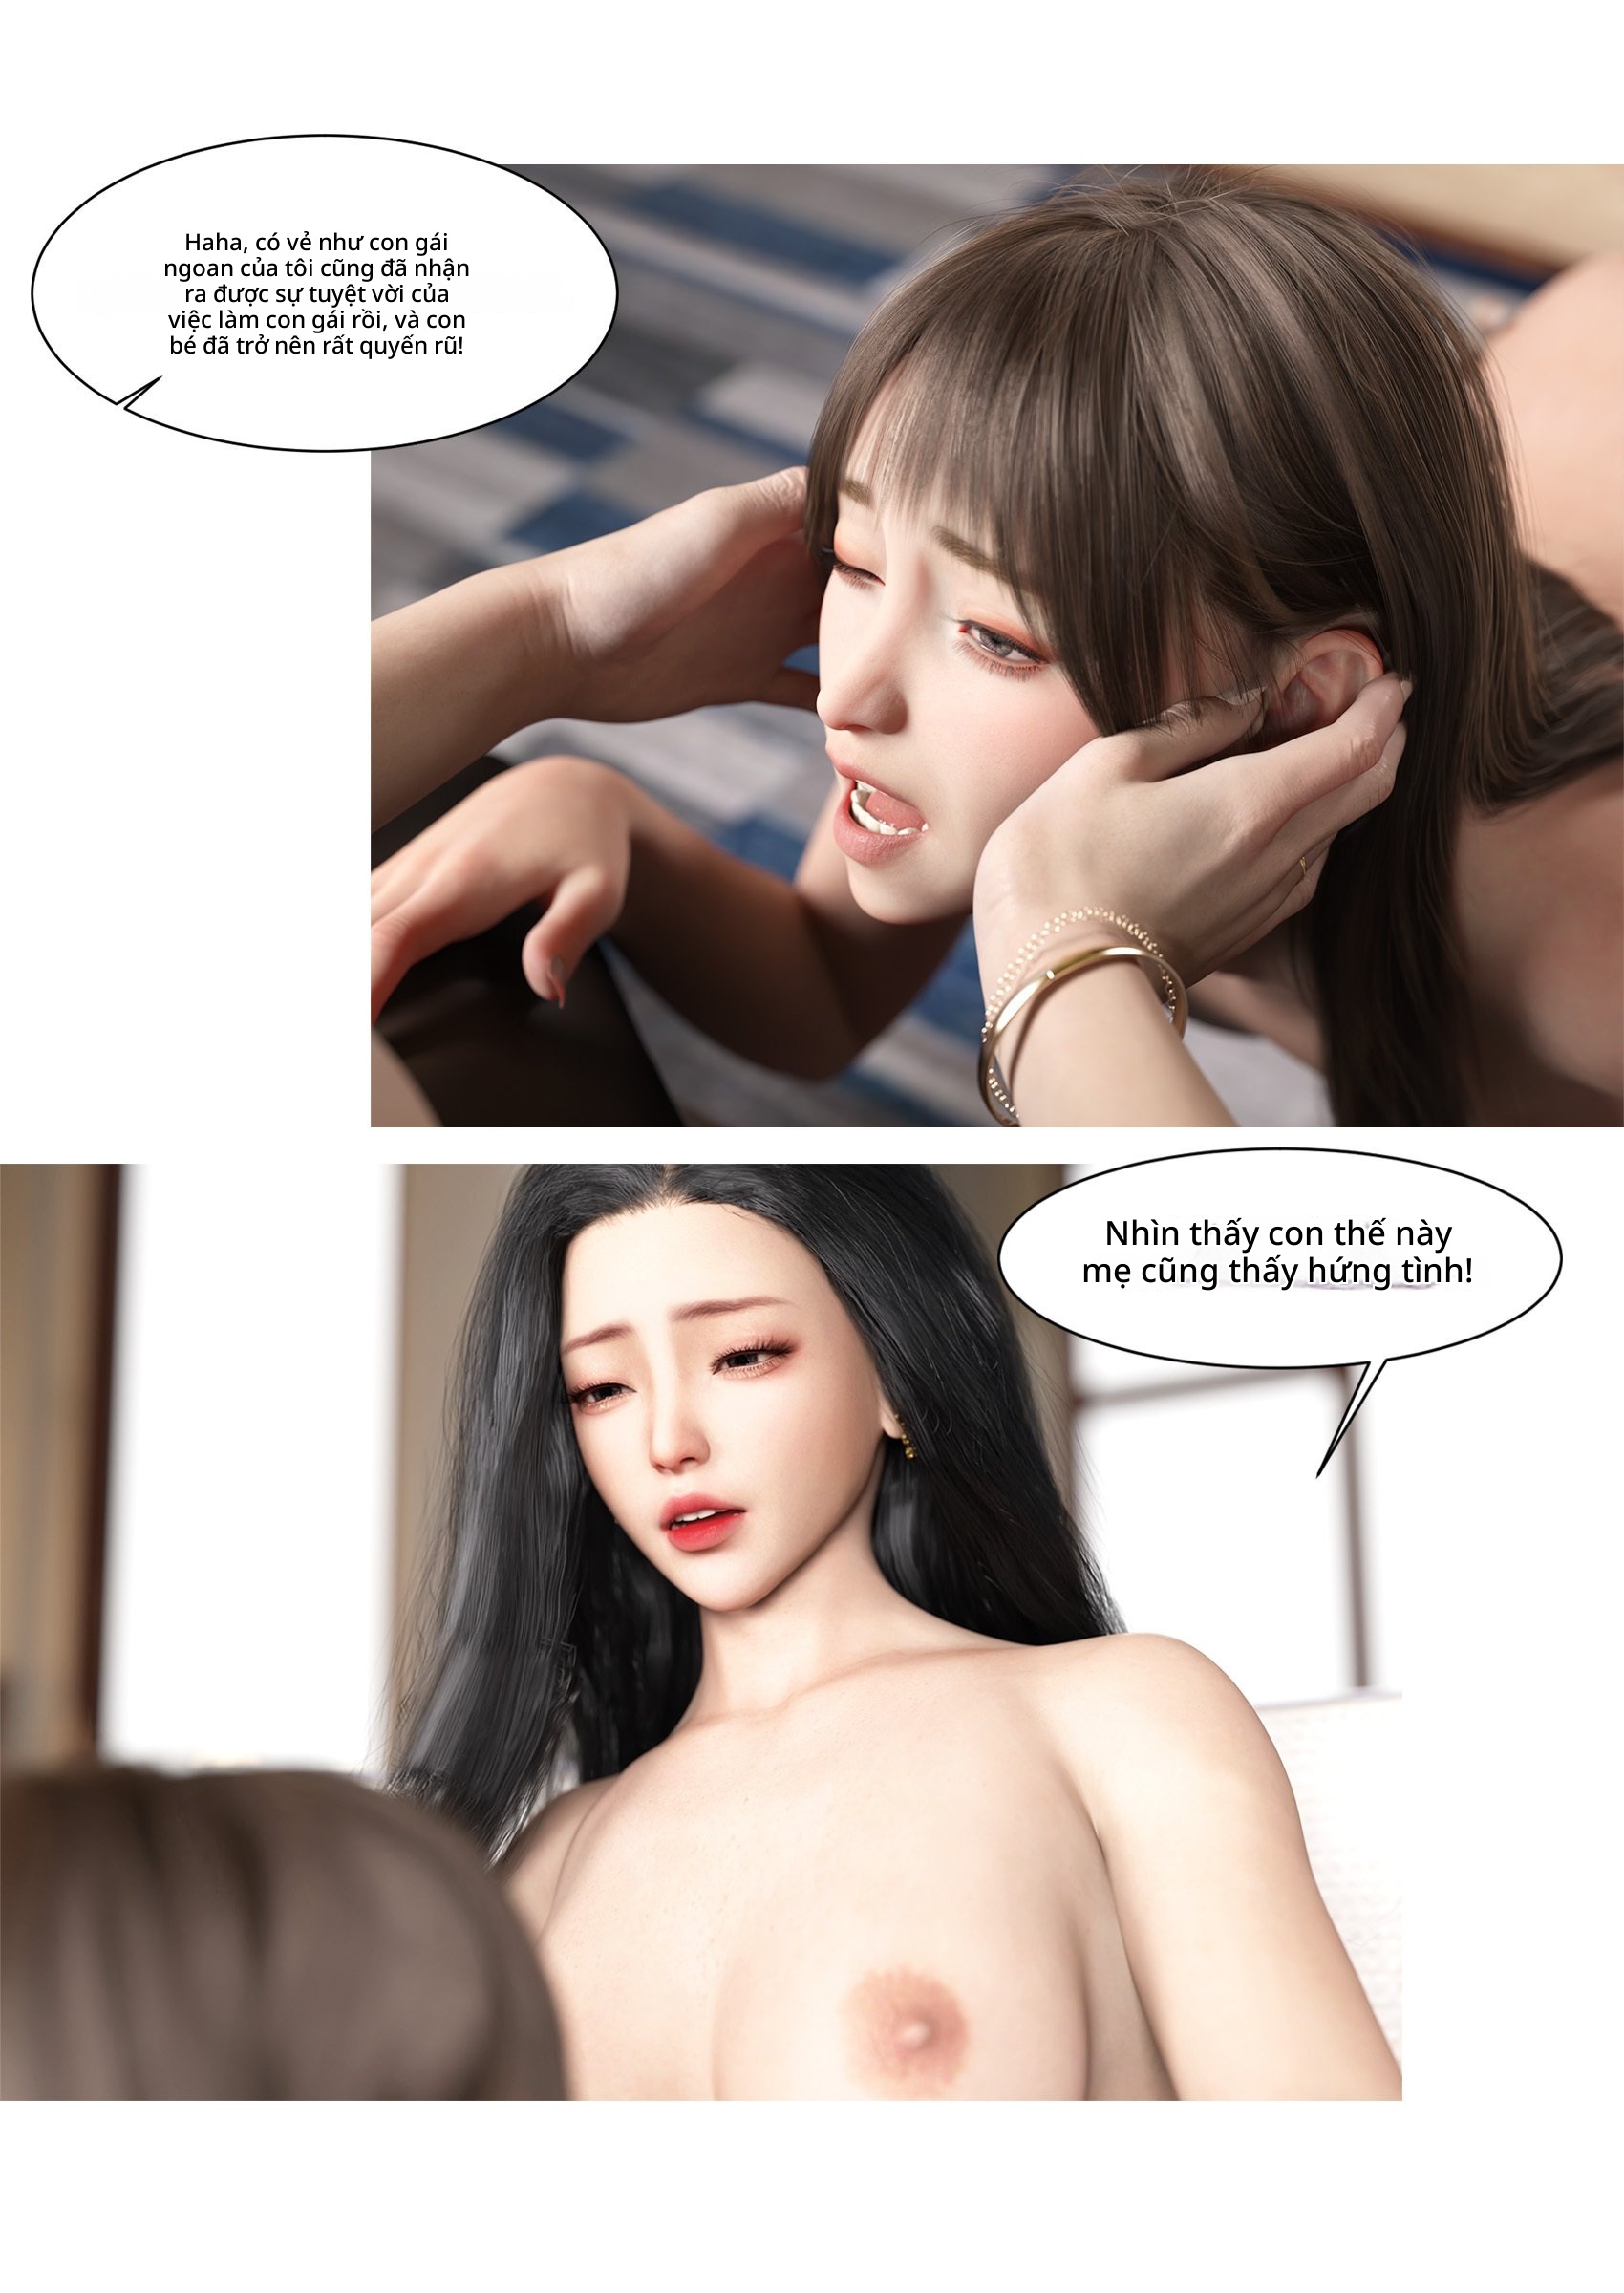 Haha, có vẻ như con gái
ngoan của tôi cũng đã nhận
ra được sự tuyệt vời của
việc làm con gái rồi, và con
bé đã trở nên rất quyến rũ!
Nhìn thấy con thế này
mẹ cũng thấy hứng tình!